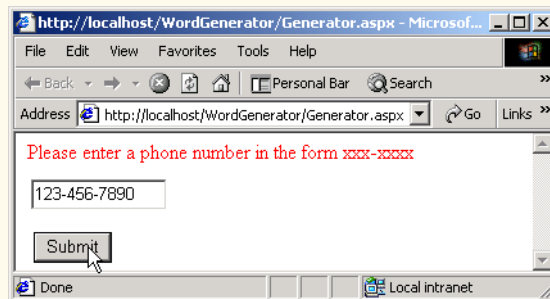 http://localhost/WordGenerator/Generator.aspx - Microsof...
File Edit View Favorites Tools Help
Back Personal Bar Search »
Address http://localhost/WordGenerator/Generator.aspx Go Links »
Please enter a phone number in the form xxx-xxxx
123-456-7890
Submit
Done Local intranet